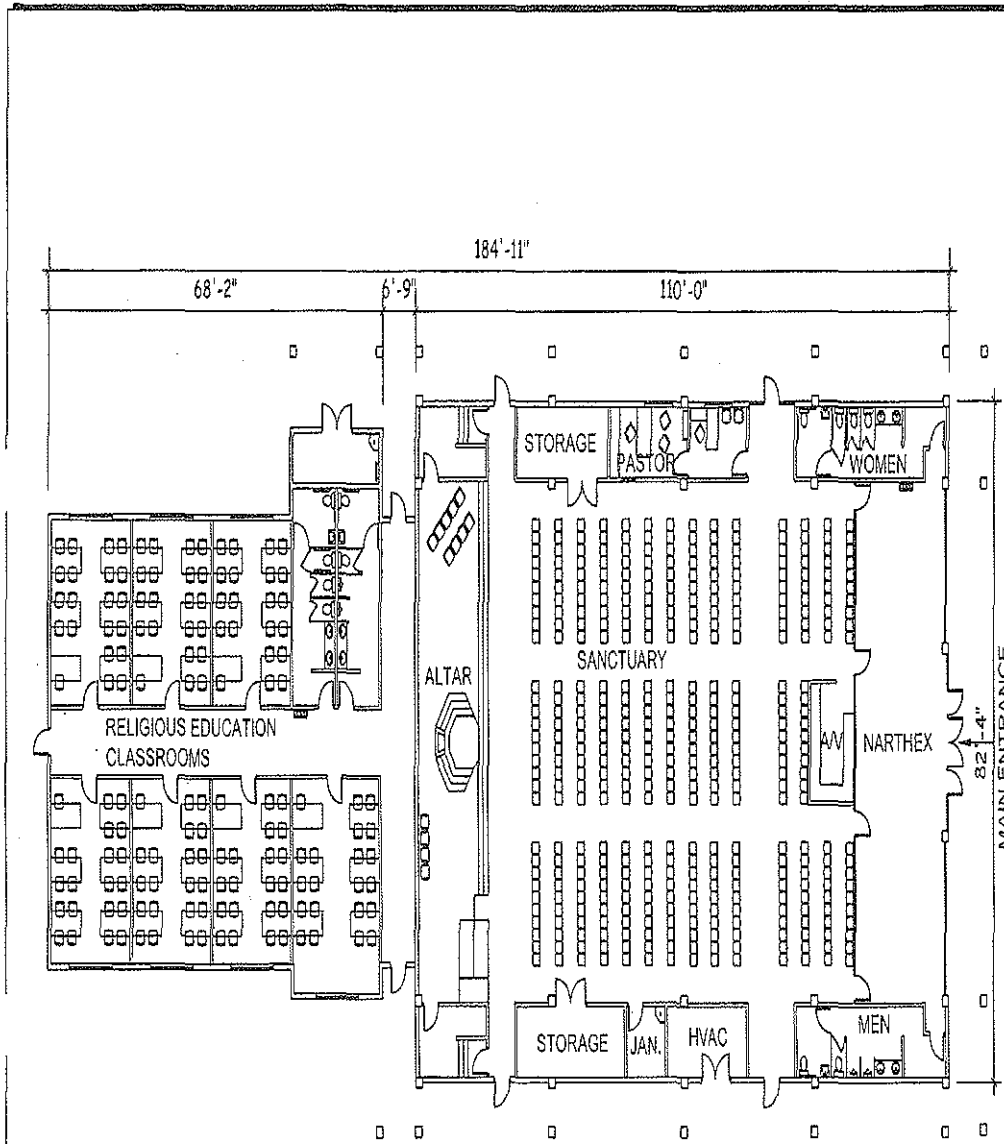 184'-11"
68'-2"
6'-9"
110'-0"
STORAGE
PASTOR
WOMEN
SANCTUARY
ALTAR
RELIGIOUS EDUCATION
CLASSROOMS
A/V
NARTHEX
82'-4"
MAIN ENTRANCE
STORAGE
JAN.
HVAC
MEN